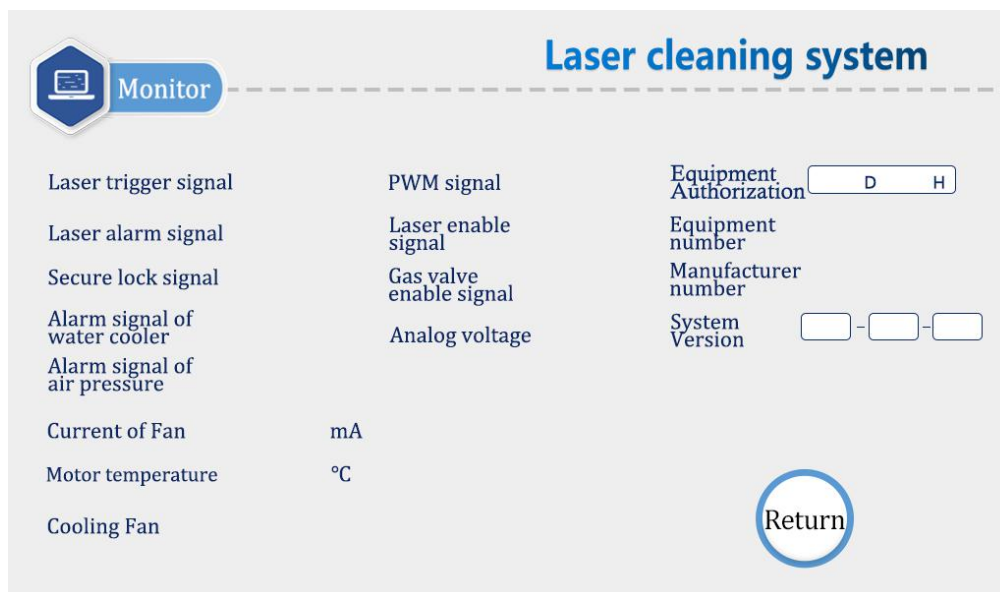 Laser cleaning system
Monitor
Laser trigger signal
Laser alarm signal
Secure lock signal
Alarm signal of
water cooler
Alarm signal of
air pressure
Current of Fan mA
Motor temperature °C
Cooling Fan
PWM signal
Laser enable
signal
Gas valve
enable signal
Analog voltage
Equipment
Authorization D H
Equipment
number
Manufacturer
number
System
Version - -
Return